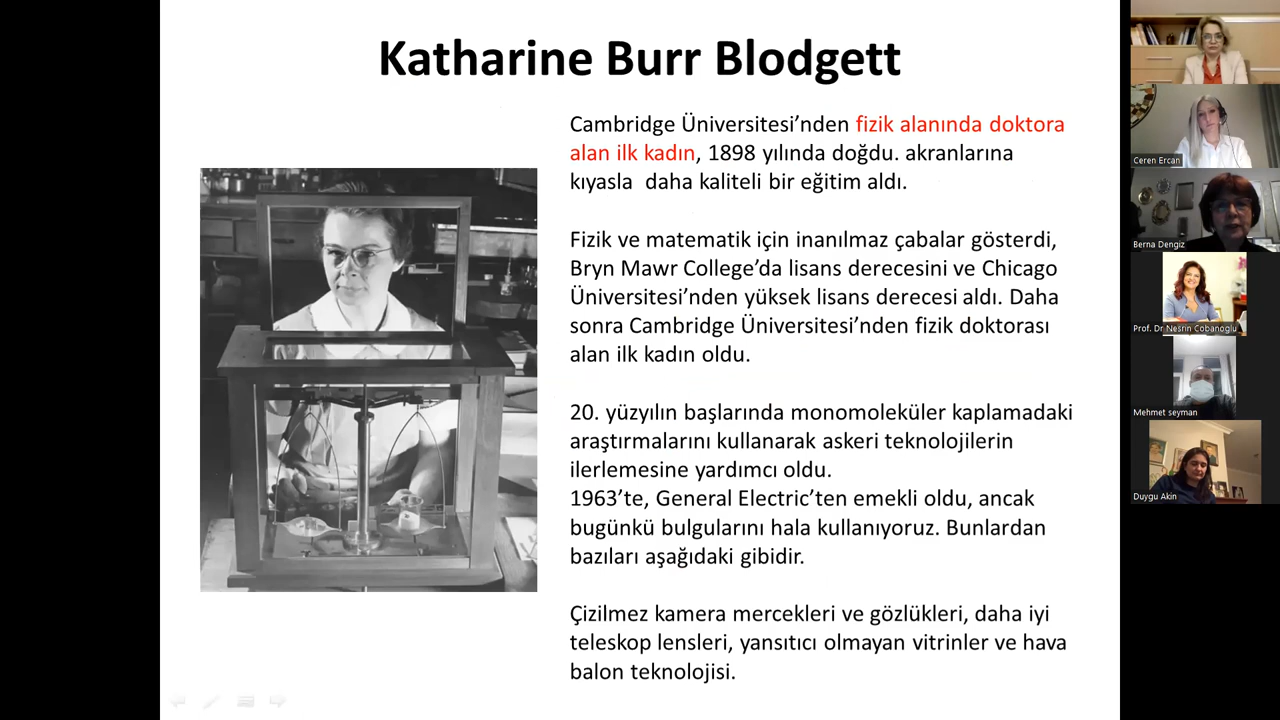 Katharine Burr Blodgett
Cambridge Üniversitesi’nden fizik alanında doktora
alan ilk kadın, 1898 yılında doğdu. akranlarına
kıyasla daha kaliteli bir eğitim aldı.
Fizik ve matematik için inanılmaz çabalar gösterdi,
Bryn Mawr College’da lisans derecesini ve Chicago
Üniversitesi’nden yüksek lisans derecesi aldı. Daha
sonra Cambridge Üniversitesi’nden fizik doktorası
alan ilk kadın oldu.
20. yüzyılın başlarında monomoleküler kaplamadaki
araştırmalarını kullanarak askeri teknolojilerin
ilerlemesine yardımcı oldu.
1963’te, General Electric’ten emekli oldu, ancak
bugünkü bulgularını hala kullanıyoruz. Bunlardan
bazıları aşağıdaki gibidir.
Çizilmez kamera mercekleri ve gözlükleri, daha iyi
teleskop lensleri, yansıtıcı olmayan vitrinler ve hava
balon teknolojisi.
Ceren Ercan
Berna Dengiz
Prof. Dr Nesrin Cobanoglu
Mehmet seyman
Duygu Akin